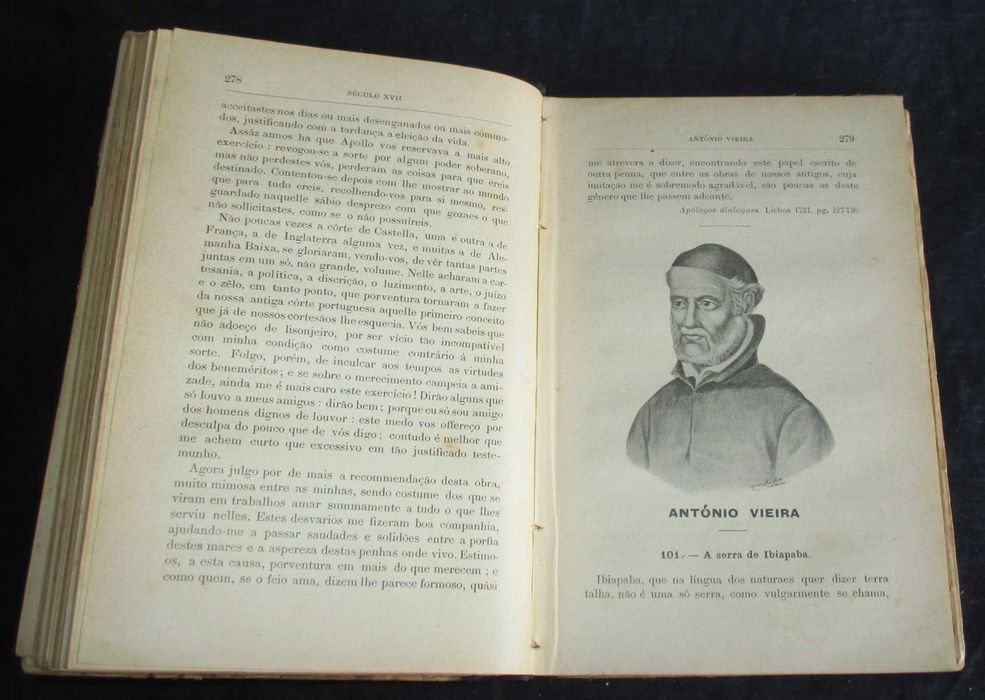 278
SÉCULO XVII
acceitastes nos dias ou mais desenganados ou mais cómmo-
dos, justificando com a tardança a eleição da vida.
Assáz annos ha que Apollo vos reservava a mais alto
exercício : revogou-se a sorte por algum poder soberano,
mas não perdestes vós, perderam as coisas para que ereis
destinado. Contentou-se depois com lhe mostrar ao mundo
que para tudo ereis, recolhendo-vos para si mesmo, res-
guardado naquelle sábio desprezo com que gozaes o que
não sollicitastes, como se o não possuíreis.
Não poucas vezes a côrte de Castella, uma e outra a de
França, a de Inglaterra alguma vez, e muitas a de Ale-
manha Baixa, se gloriaram, vendo-vos, de vêr tantas partes
juntas em um só, não grande, volume. Nelle acharam a cor-
tesania, a política, a discrição, o luzimento, a arte, o juizo
e o zêlo, em tanto ponto, que porventura tornaram a fazer
da nossa antiga côrte portuguesa aquelle primeiro conceito
que já de nossos cortesãos lhe esquecia. Vós bem sabeis que
não adoeço de lisonjeiro, por ser vicio tão incompatível
com minha condição como costume contrário á minha
sorte. Folgo, porém, de inculcar aos tempos as virtudes
dos beneméritos ; e se sobre o merecimento campeia a ami-
zade, ainda me é mais caro este exercício ! Dirão alguns que
só louvo a meus amigos : dirão bem ; porque eu só sou amigo
dos homens dignos de louvor : este medo vos offereço por
desculpa do pouco que de vós digo ; contudo é melhor que
me achem curto que excessivo em tão justificado teste-
munho.
Agora julgo por de mais a recommendação desta obra,
muito mimosa entre as minhas, sendo costume dos que se
viram em trabalhos amar summamente a tudo o que lhes
serviu nelles. Estes desvarios me fizeram boa companhia,
ajudando-me a passar saudades e solidões entre a porfia
destes mares e a aspereza destas penhas onde vivo. Estimo-
os, a esta causa, porventura em mais do que merecem ; e
como quem, se o feio ama, dizem lhe parece formoso, quási
ANTÓNIO VIEIRA
279
me atrevera a dizer, encontrando este papel escrito de
outra penna, que entre as obras de nossos antigos, cuja
imitação me é sobremodo agradável, são poucas as deste
género que lhe passem adeante.
Apólogos dialogaes. Lisboa 1721. pg. 127-130.
ANTÓNIO VIEIRA
101. — A serra de Ibiapaba.
Ibiapaba, que na língua dos naturaes quer dizer terra
talha, não é uma só serra, como vulgarmente se chama,